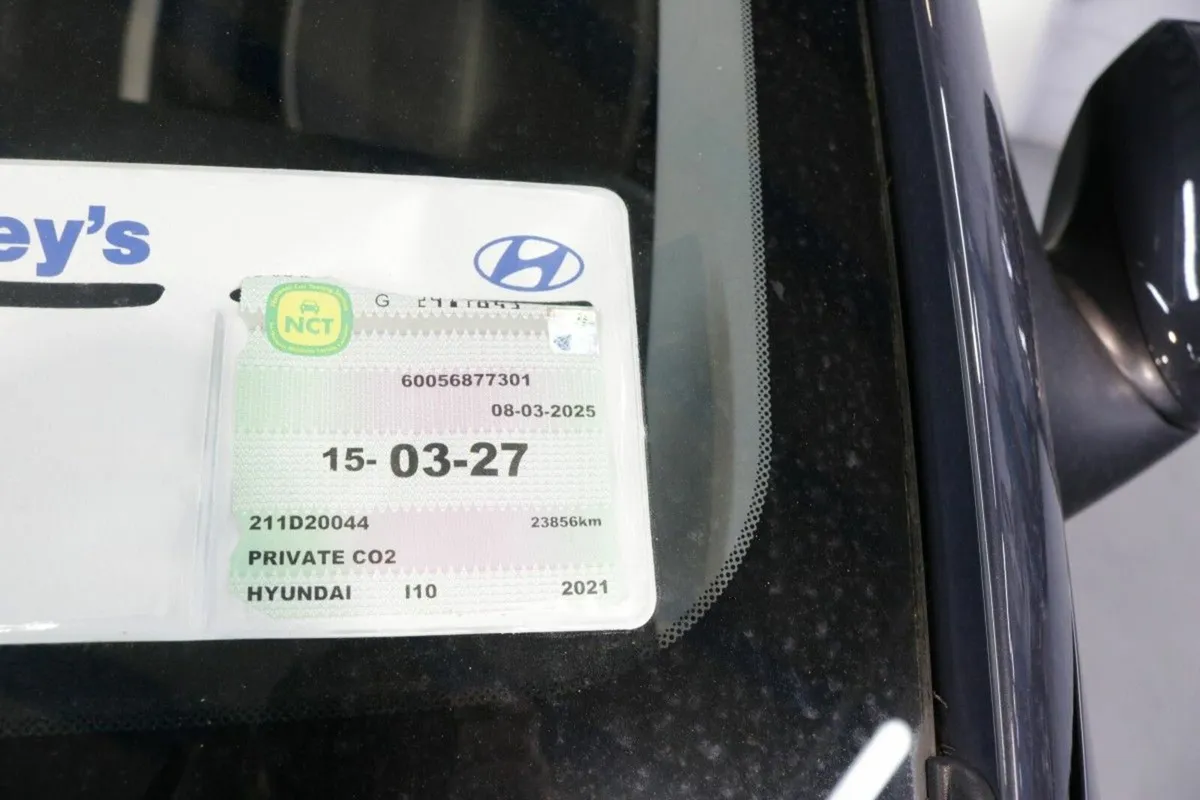 ey's
G
NCT
60056877301
08-03-2025
15- 03-27
211D20044 23856km
PRIVATE CO2
HYUNDAI I10 2021